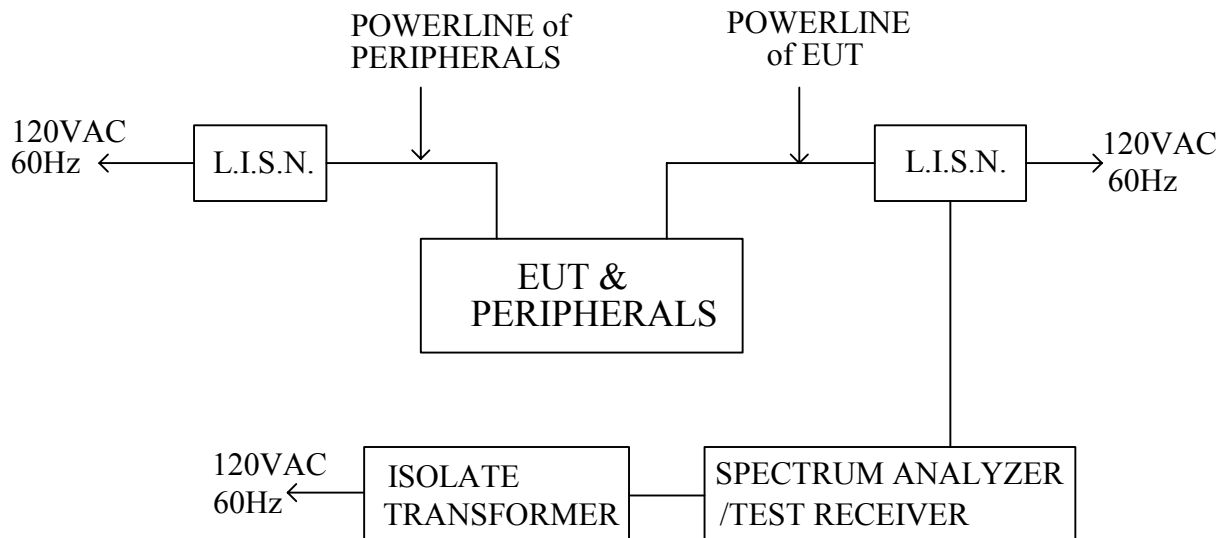 POWERLINE of
PERIPHERALS
POWERLINE
of EUT
120VAC
60Hz
L.I.S.N.
L.I.S.N.
120VAC
60Hz
EUT &
PERIPHERALS
120VAC
60Hz
ISOLATE
TRANSFORMER
SPECTRUM ANALYZER
/TEST RECEIVER